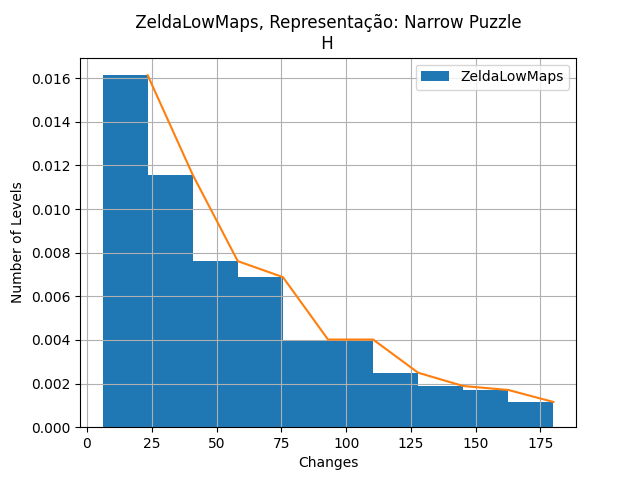 ZeldaLowMaps, Representação: Narrow Puzzle
H
ZeldaLowMaps
Number of Levels
0.016
0.014
0.012
0.010
0.008
0.006
0.004
0.002
0.000
0 25 50 75 100 125 150 175
Changes